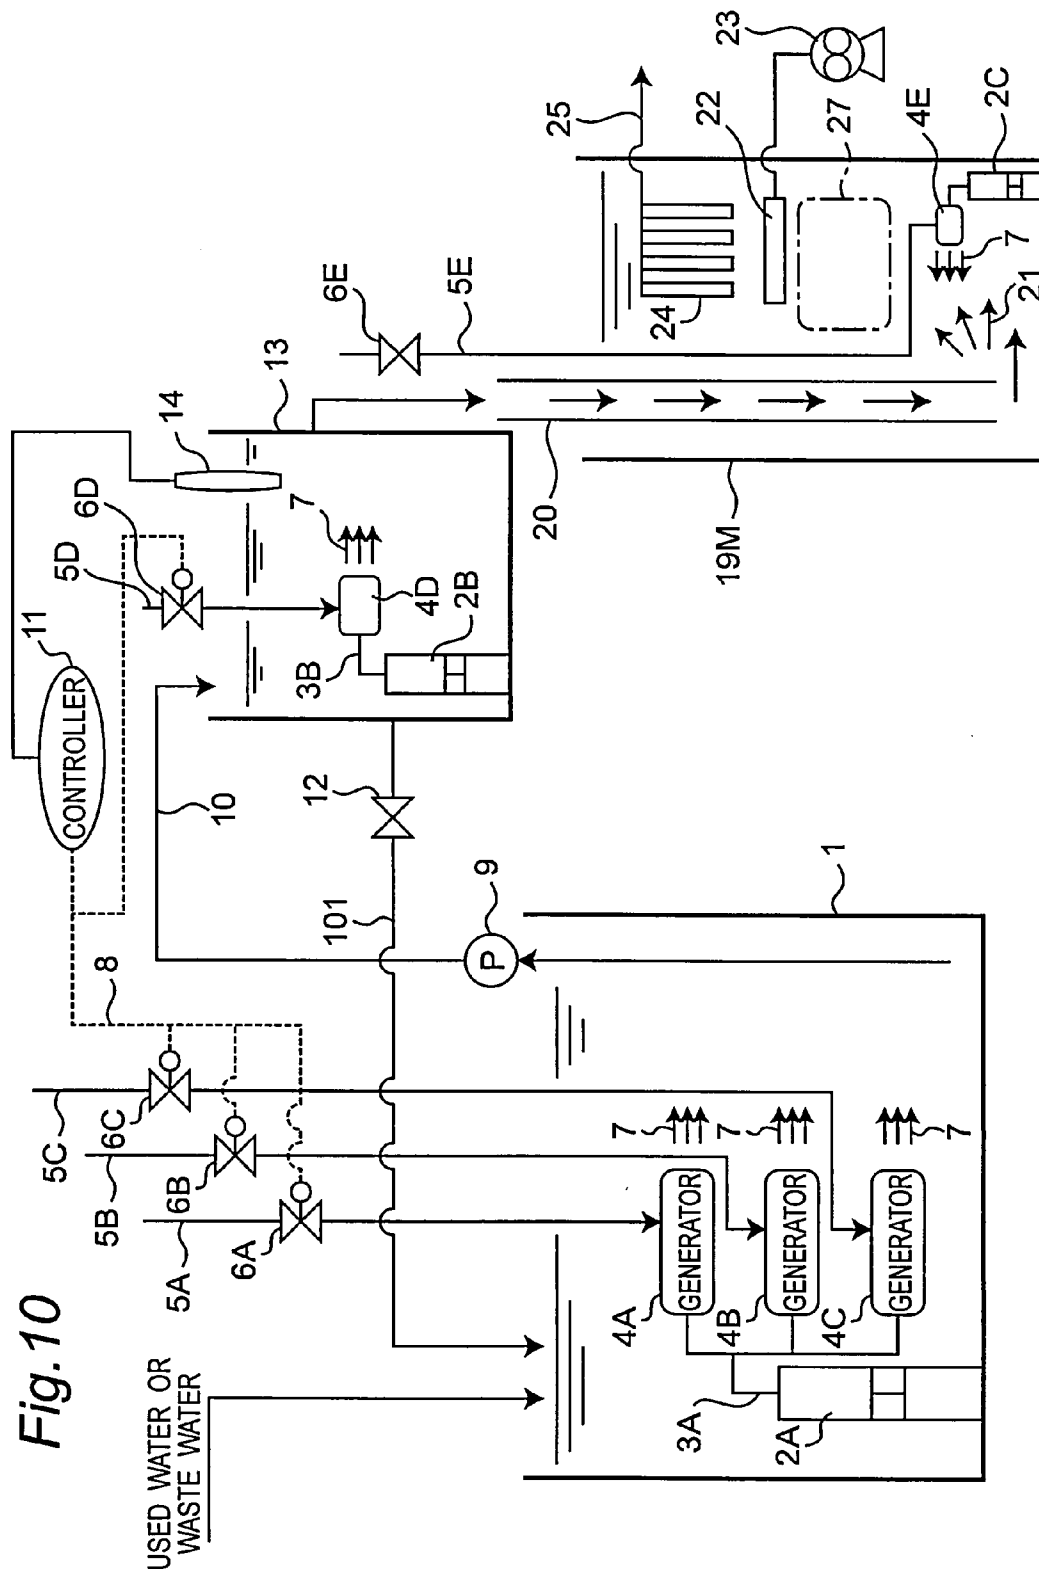 Fig.10
USED WATER OR
WASTE WATER
5A
5B
5C
6A
6B
6C
8
CONTROLLER
11
5D
6D
14
13
10
12
101
9
P
1
3B
4D
2B
7
4A
GENERATOR
7
4B
GENERATOR
7
4C
GENERATOR
7
3A
2A
6E
5E
20
19M
25
24
22
23
27
4E
2C
7
21